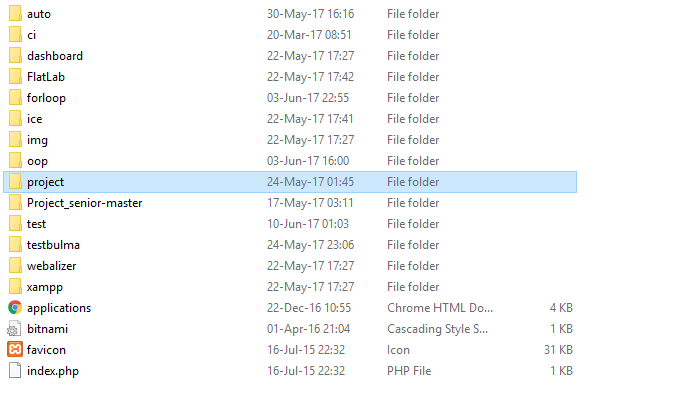 auto 30-May-17 16:16 File folder
ci 20-Mar-17 08:51 File folder
dashboard 22-May-17 17:27 File folder
FlatLab 22-May-17 17:42 File folder
forloop 03-Jun-17 22:55 File folder
ice 22-May-17 17:41 File folder
img 22-May-17 17:27 File folder
oop 03-Jun-17 16:00 File folder
project 24-May-17 01:45 File folder
Project_senior-master 17-May-17 03:11 File folder
test 10-Jun-17 01:03 File folder
testbulma 24-May-17 23:06 File folder
webalizer 22-May-17 17:27 File folder
xampp 22-May-17 17:27 File folder
applications 22-Dec-16 10:55 Chrome HTML Do... 4 KB
bitnami 01-Apr-16 21:04 Cascading Style S... 1 KB
favicon 16-Jul-15 22:32 Icon 31 KB
index.php 16-Jul-15 22:32 PHP File 1 KB